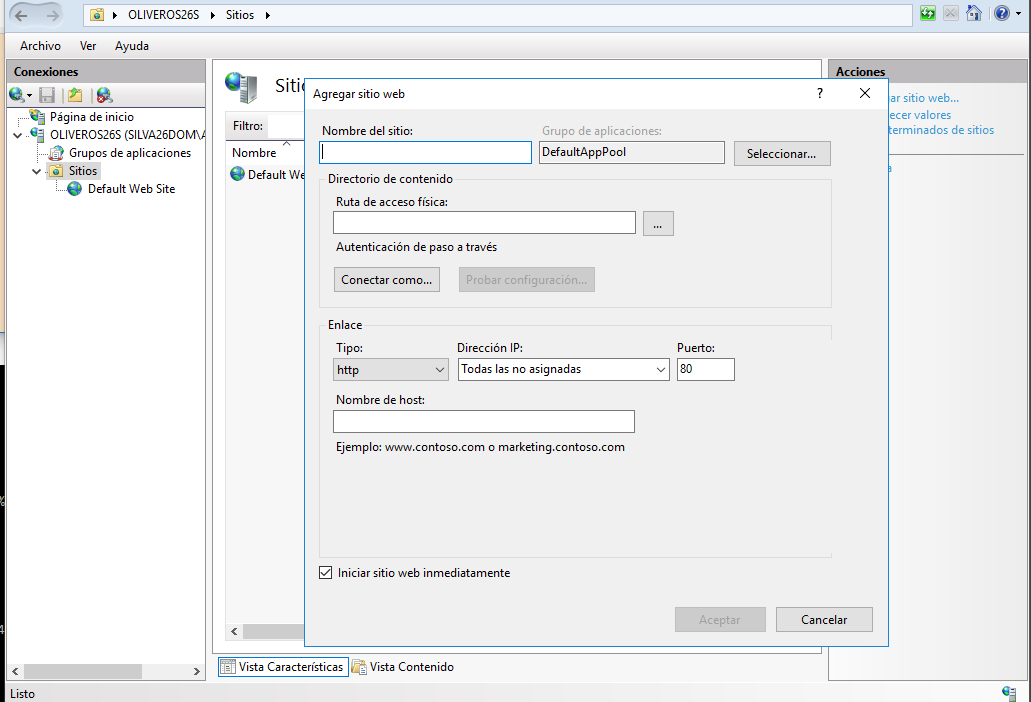 OLIVEROS26S
Sitios
Archivo
Ver
Ayuda
Conexiones
Página de inicio
OLIVEROS26S (SILVA26DOM\A
Grupos de aplicaciones
Sitios
Default Web Site
Filtro:
Nombre
Agregar sitio web
?
Nombre del sitio:
Grupo de aplicaciones:
DefaultAppPool
Seleccionar...
Directorio de contenido
Ruta de acceso física:
...
Autenticación de paso a través
Conectar como...
Probar configuración...
Enlace
Tipo:
Dirección IP:
Puerto:
http
Todas las no asignadas
80
Nombre de host:
Ejemplo: www.contoso.com o marketing.contoso.com
Iniciar sitio web inmediatamente
Aceptar
Cancelar
Acciones
ar sitio web...
ecer valores
terminados de sitios
Vista Características
Vista Contenido
Listo